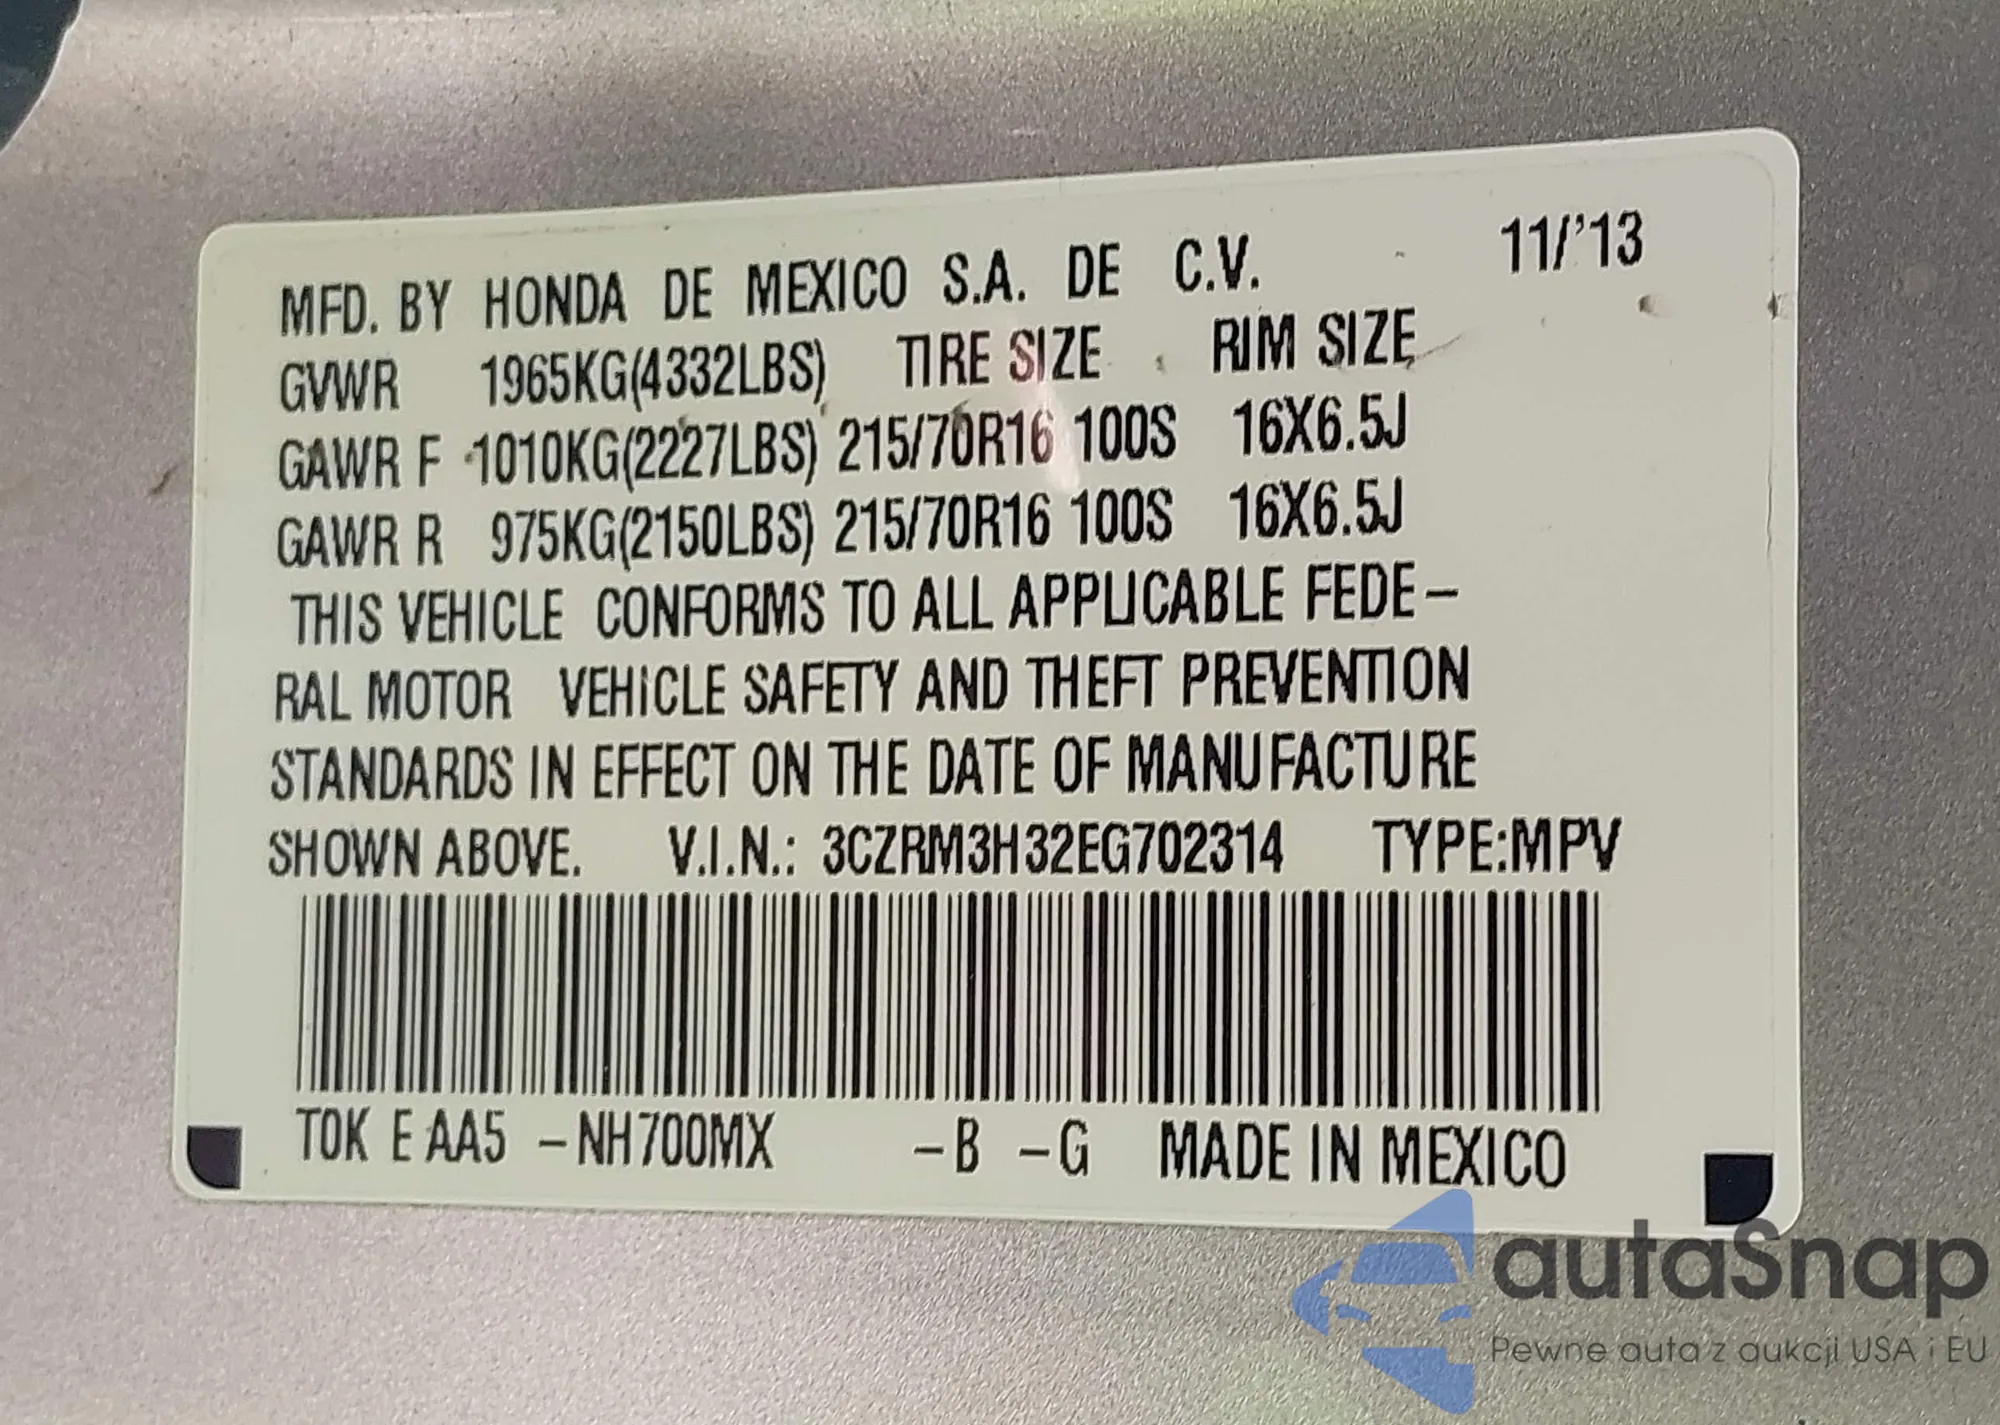 MFD. BY HONDA DE MEXICO S.A. DE C.V. 11/'13
GVWR 1965KG(4332LBS) TIRE SIZE RIM SIZE
GAWR F 1010KG(2227LBS) 215/70R16 100S 16X6.5J
GAWR R 975KG(2150LBS) 215/70R16 100S 16X6.5J
THIS VEHICLE CONFORMS TO ALL APPLICABLE FEDE-
RAL MOTOR VEHICLE SAFETY AND THEFT PREVENTION
STANDARDS IN EFFECT ON THE DATE OF MANUFACTURE
SHOWN ABOVE. V.I.N.: 3CZRM3H32EG702314 TYPE:MPV
T0K E AA5 -NH700MX -B -G MADE IN MEXICO
autaSnap
Pewne auta z aukcji USA i EU